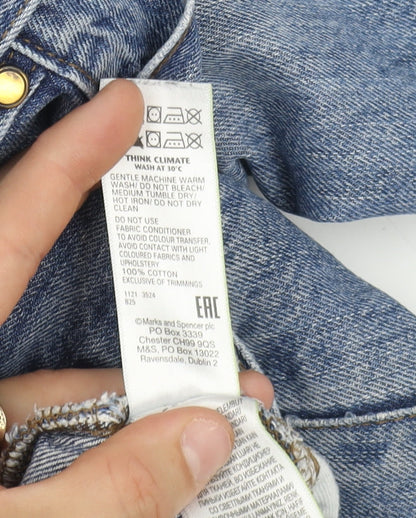 THINK CLIMATE
WASH AT 30°C
GENTLE MACHINE WARM
WASH/ DO NOT BLEACH/
MEDIUM TUMBLE DRY/
HOT IRON/ DO NOT DRY
CLEAN
DO NOT USE
FABRIC CONDITIONER
TO AVOID COLOUR TRANSFER,
AVOID CONTACT WITH LIGHT
COLOURED FABRICS AND
UPHOLSTERY
100% COTTON
EXCLUSIVE OF TRIMMINGS
1121 3524
825
EAC
©Marks and Spencer plc
PO Box 3339
Chester CH99 9QS
M&S, PO Box 13022
Ravensdale, Dublin 2